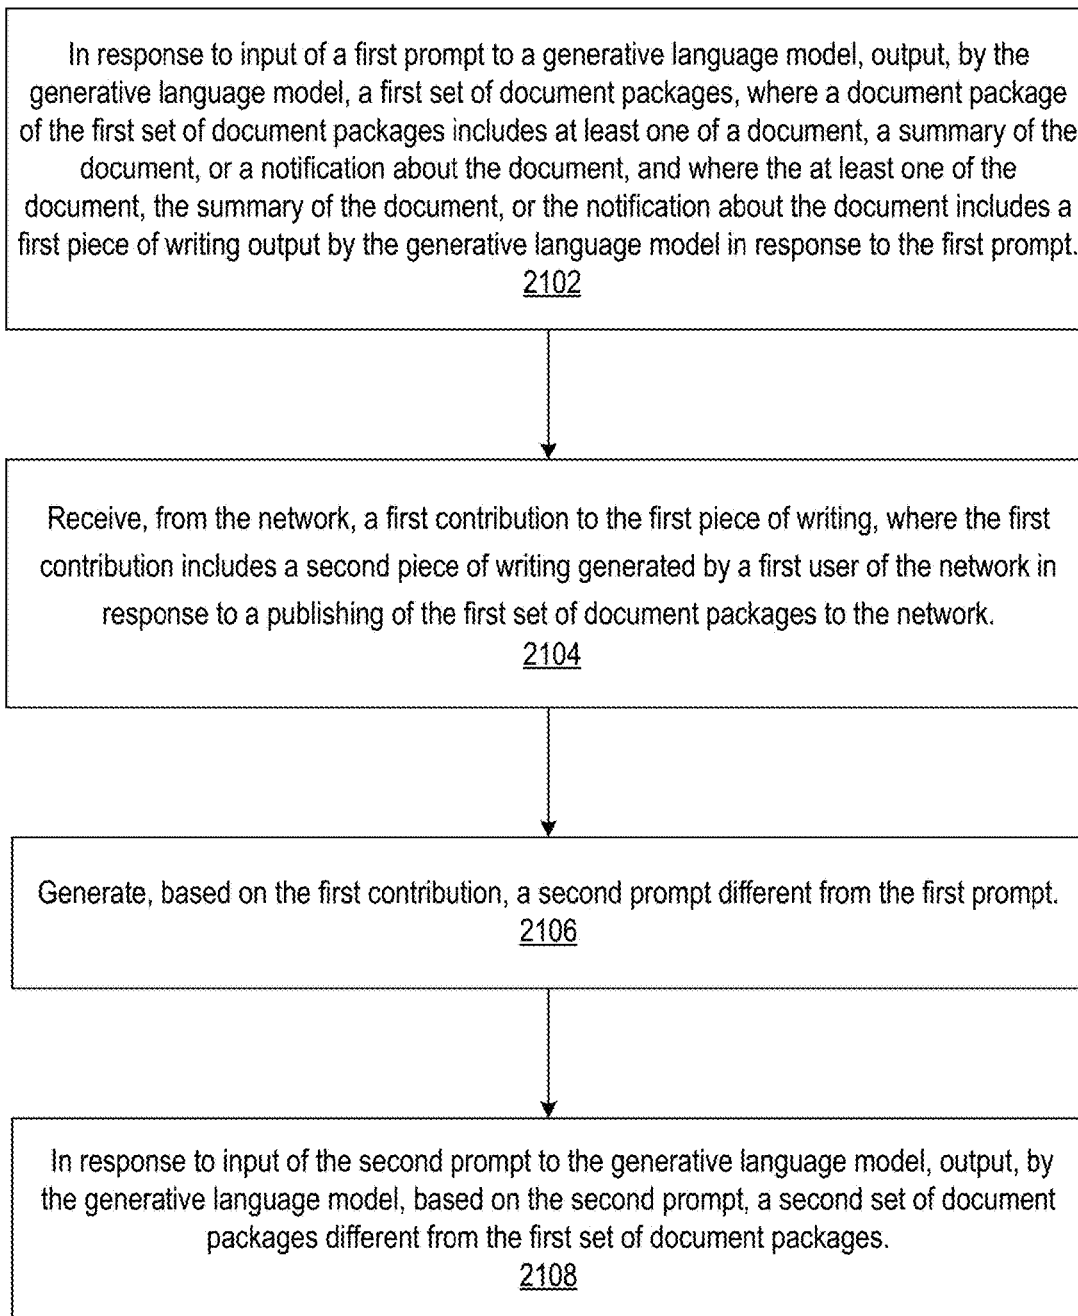 In response to input of a first prompt to a generative language model, output, by the
generative language model, a first set of document packages, where a document package
of the first set of document packages includes at least one of a document, a summary of the
document, or a notification about the document, and where the at least one of the
document, the summary of the document, or the notification about the document includes a
first piece of writing output by the generative language model in response to the first prompt.
2102
Receive, from the network, a first contribution to the first piece of writing, where the first
contribution includes a second piece of writing generated by a first user of the network in
response to a publishing of the first set of document packages to the network.
2104
Generate, based on the first contribution, a second prompt different from the first prompt.
2106
In response to input of the second prompt to the generative language model, output, by
the generative language model, based on the second prompt, a second set of document
packages different from the first set of document packages.
2108